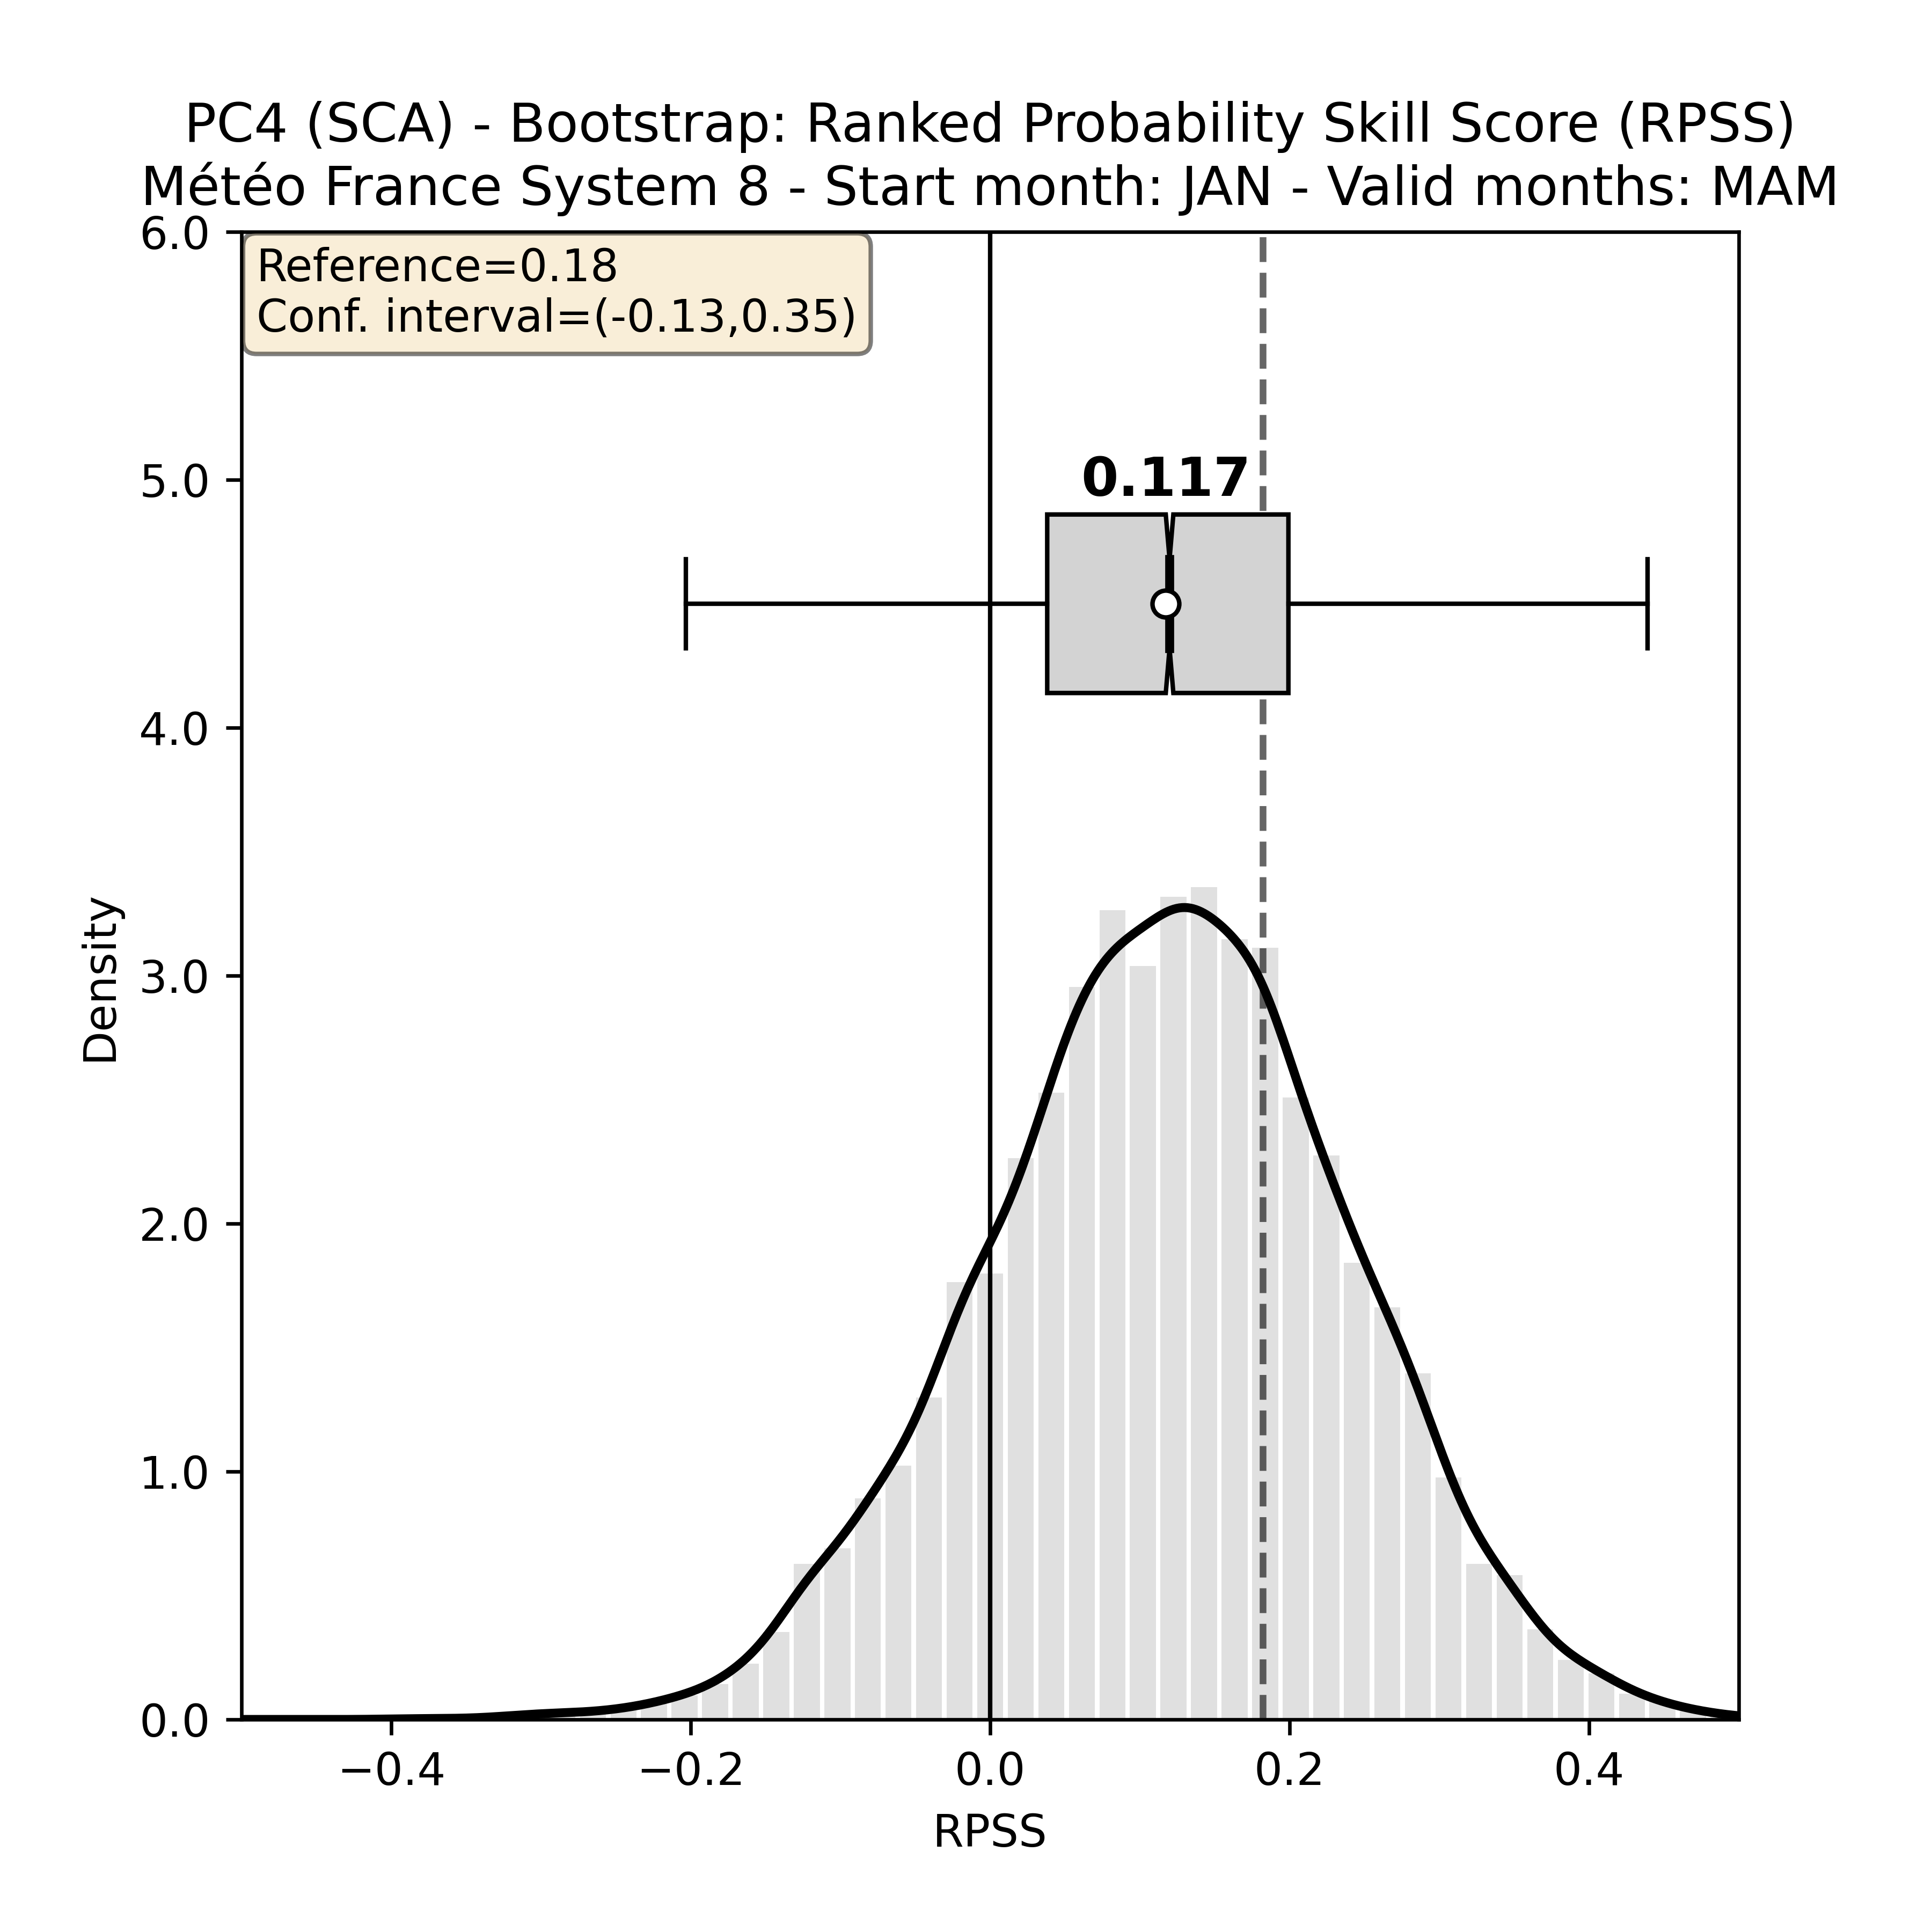 PC4 (SCA) - Bootstrap: Ranked Probability Skill Score (RPSS)
Météo France System 8 - Start month: JAN - Valid months: MAM
6.0
Reference=0.18
Conf. interval=(-0.13,0.35)
5.0
0.117
4.0
Density
3.0
2.0
1.0
0.0
−0.4 −0.2 0.0 0.2 0.4
RPSS